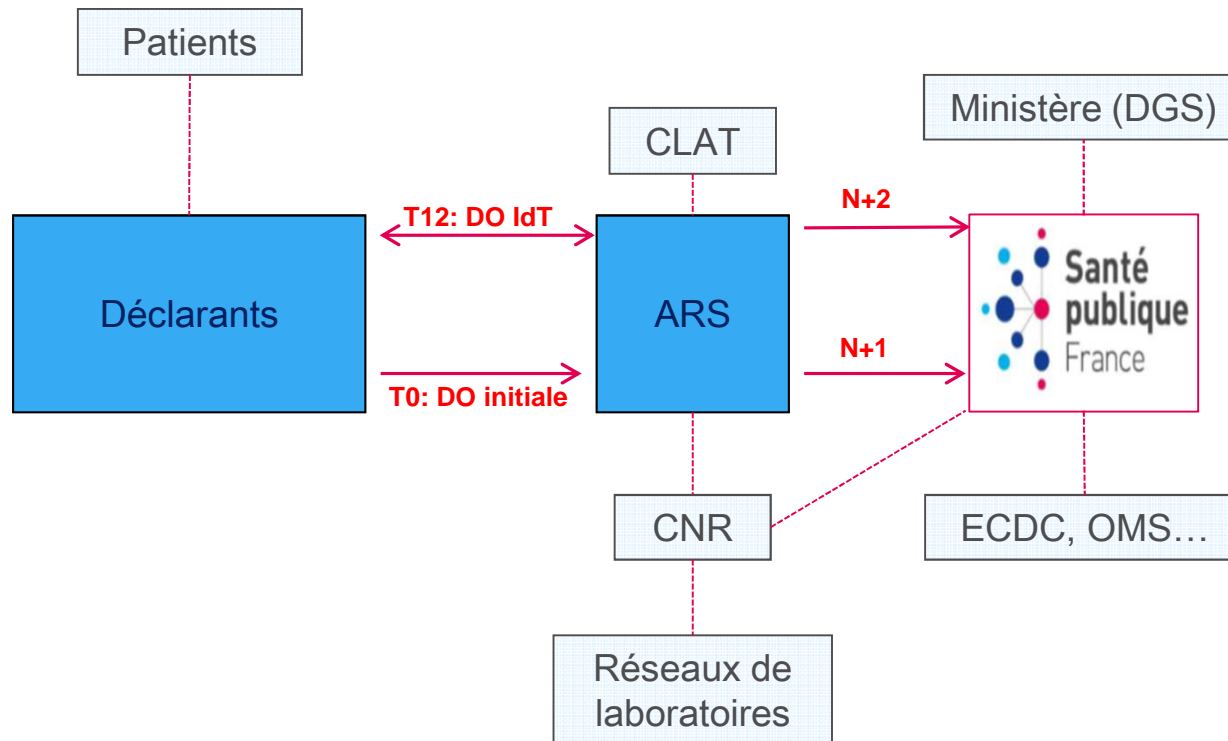 Patients
Ministère (DGS)
CLAT
T12: DO IdT
N+2
Déclarants
ARS
Santé
publique
France
N+1
T0: DO initiale
CNR
ECDC, OMS…
Réseaux de
laboratoires